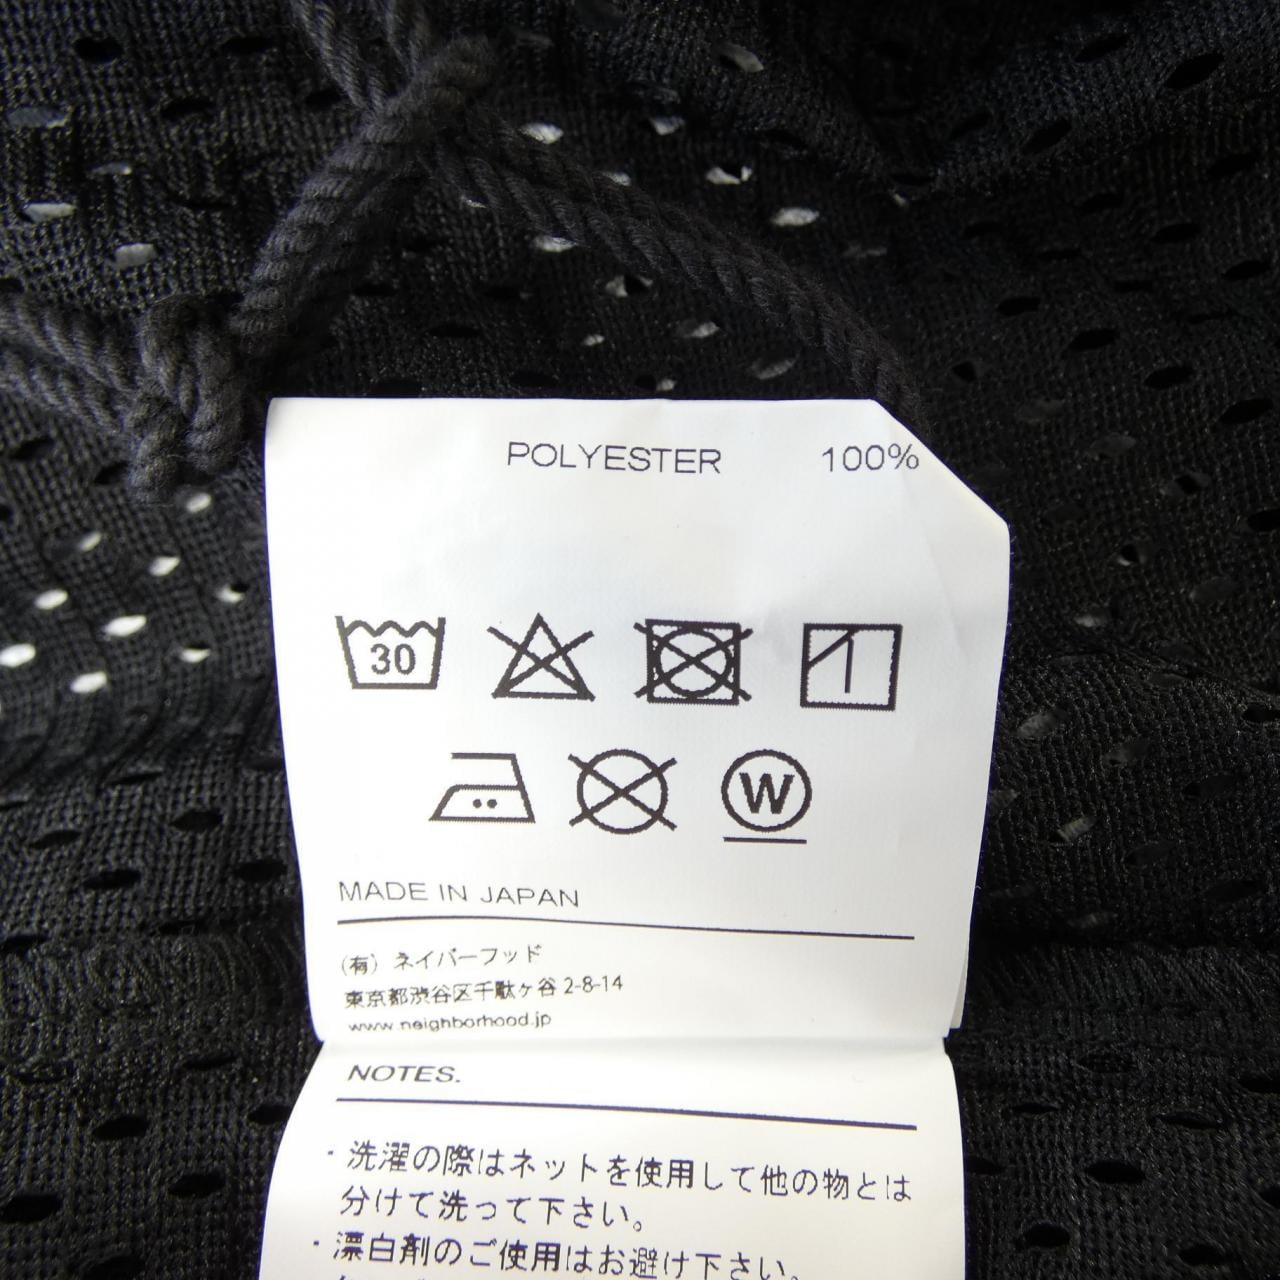 POLYESTER 100%
30
W
MADE IN JAPAN
(有) ネイバーフッド
東京都渋谷区千駄ヶ谷 2-8-14
www.neighborhood.jp
NOTES.
・洗濯の際はネットを使用して他の物とは
分けて洗って下さい。
・漂白剤のご使用はお避け下さい。